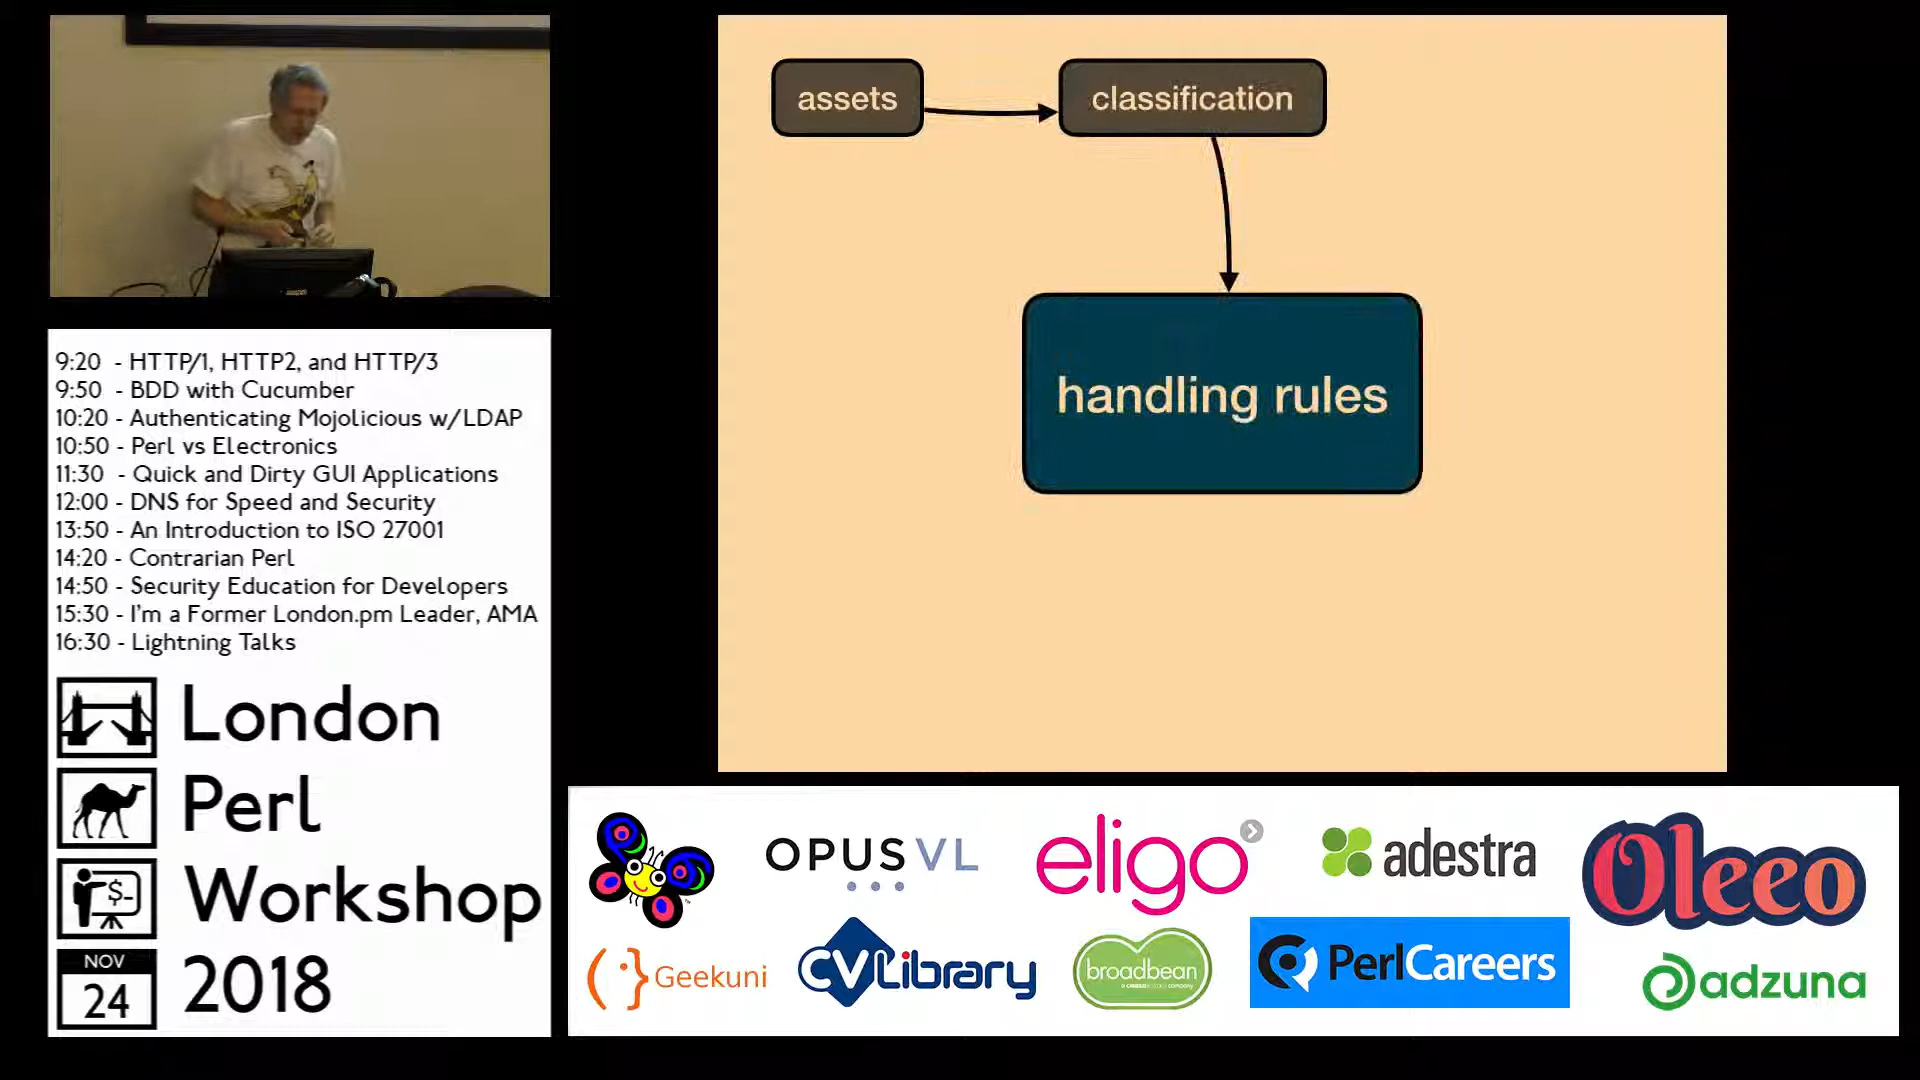 assets
classification
handling rules
9:20 - HTTP/1, HTTP2, and HTTP/3
9:50 - BDD with Cucumber
10:20 - Authenticating Mojolicious w/LDAP
10:50 - Perl vs Electronics
11:30 - Quick and Dirty GUI Applications
12:00 - DNS for Speed and Security
13:50 - An Introduction to ISO 27001
14:20 - Contrarian Perl
14:50 - Security Education for Developers
15:30 - I'm a Former London.pm Leader, AMA
16:30 - Lightning Talks
London
Perl
$-
Workshop
NOV
24
2018
OPUS VL
eligo
adestra
Oleeo
Geekuni
CVLibrary
broadbean
PerlCareers
adzuna